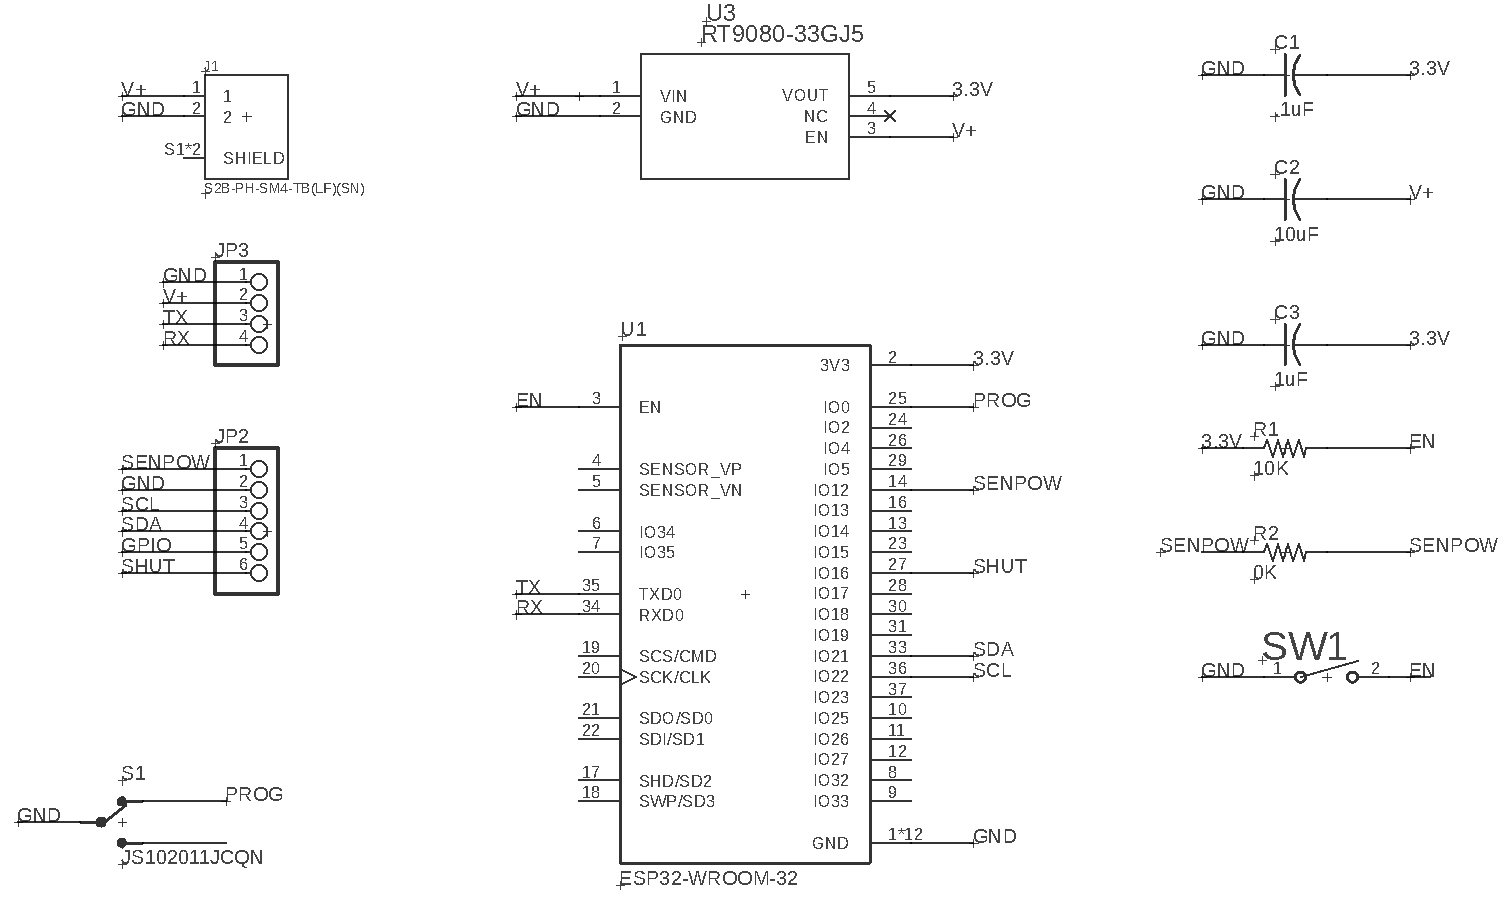 J1
V+ 1 1
GND 2 2
S1*2 SHIELD
S2B-PH-SM4-TB(LF)(SN)
JP3
GND 1
V+ 2
TX 3
RX 4
JP2
SENPOW 1
GND 2
SCL 3
SDA 4
GPIO 5
SHUT 6
S1
PROG
GND
JS102011JCQN
U3
RT9080-33GJ5
V+ 1 VIN VOUT 5 3.3V
GND 2 GND NC 4
EN 3 V+
U1
3V3 2 3.3V
EN 3 EN IO0 25 PROG
IO2 24
IO4 26
4 SENSOR_VP IO5 29
5 SENSOR_VN IO12 14 SENPOW
IO13 16
6 IO34 IO14 13
7 IO35 IO15 23
IO16 27 SHUT
TX 35 TXD0 IO17 28
RX 34 RXD0 IO18 30
IO19 31
19 SCS/CMD IO21 33 SDA
20 SCK/CLK IO22 36 SCL
IO23 37
21 SDO/SD0 IO25 10
22 SDI/SD1 IO26 11
IO27 12
17 SHD/SD2 IO32 8
18 SWP/SD3 IO33 9
GND 1*12 GND
ESP32-WROOM-32
C1
GND 3.3V
.1uF
C2
GND V+
10uF
C3
GND 3.3V
1uF
R1
3.3V EN
10K
R2
SENPOW SENPOW
0K
SW1
GND 1 2 EN